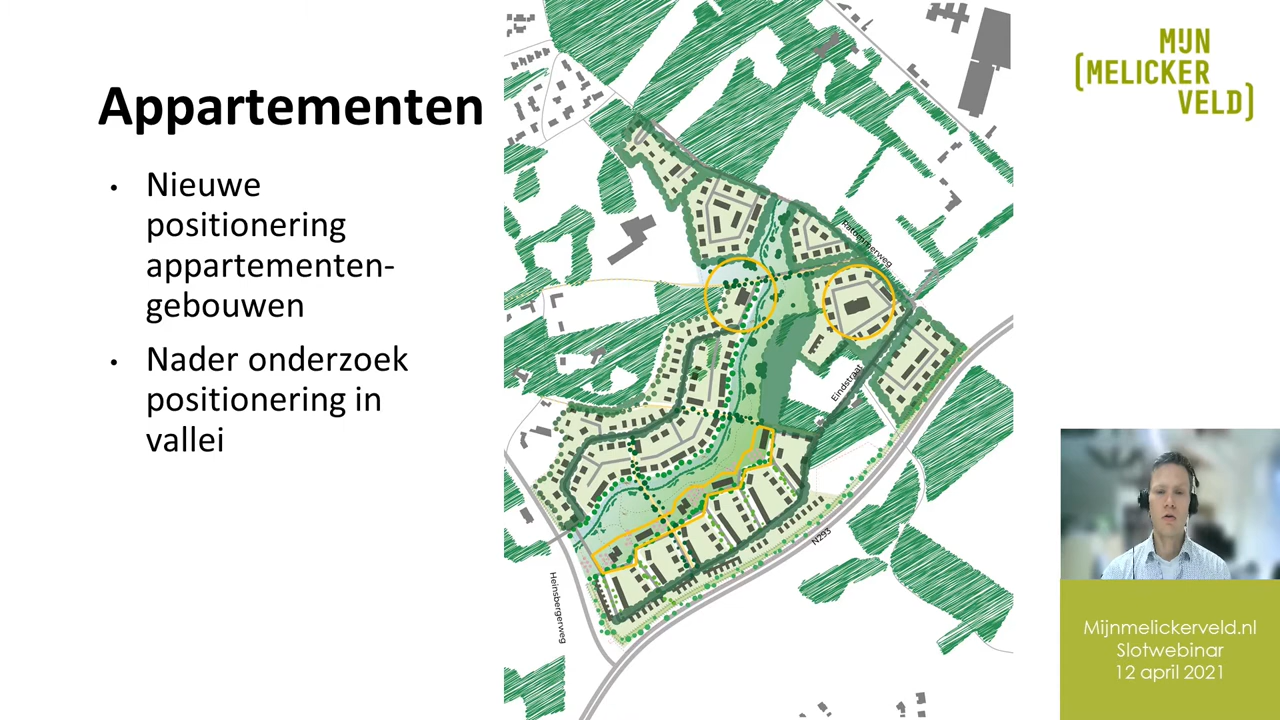 Appartementen
• Nieuwe
positionering
appartementen-
gebouwen
• Nader onderzoek
positionering in
vallei
Eindstraat
N293
Heinsbergerweg
MIJN
(MELICKER
VELD)
Mijnmelickerveld.nl
Slotwebinar
12 april 2021